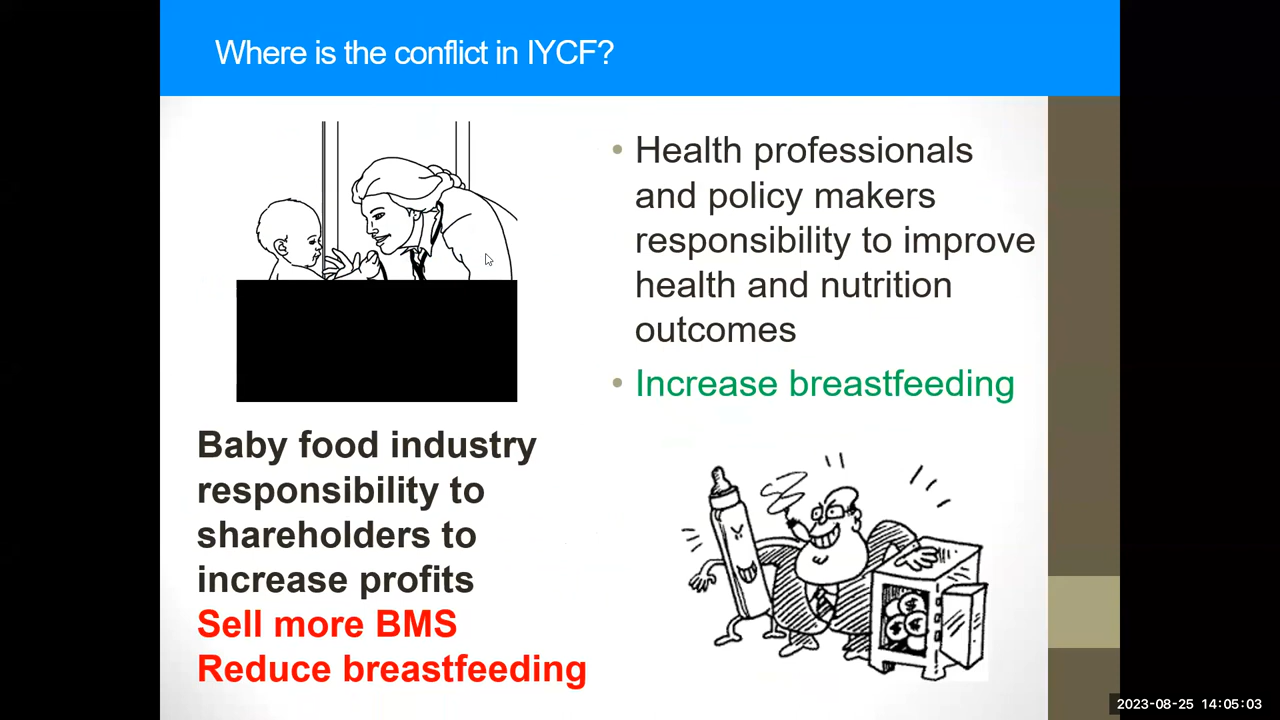 Where is the conflict in IYCF?
• Health professionals
and policy makers
responsibility to improve
health and nutrition
outcomes
• Increase breastfeeding
Baby food industry
responsibility to
shareholders to
increase profits
Sell more BMS
Reduce breastfeeding
2023-08-25 14:05:03